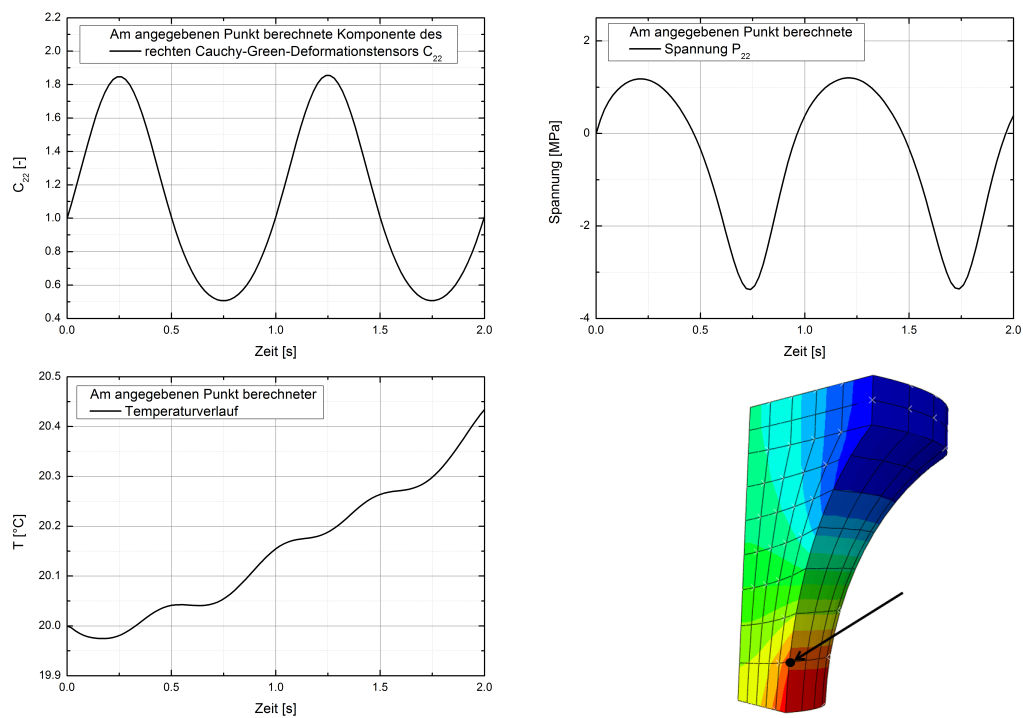 Am angegebenen Punkt berechnete Komponente des
rechten Cauchy-Green-Deformationstensors C22
2.2
2.0
1.8
1.6
1.4
1.2
1.0
0.8
0.6
0.4
C22 [-]
0.0 0.5 1.0 1.5 2.0
Zeit [s]
Am angegebenen Punkt berechnete
Spannung P22
2
0
-2
-4
Spannung [MPa]
0.0 0.5 1.0 1.5 2.0
Zeit [s]
Am angegebenen Punkt berechneter
Temperaturverlauf
20.5
20.4
20.3
20.2
20.1
20.0
19.9
T [°C]
0.0 0.5 1.0 1.5 2.0
Zeit [s]